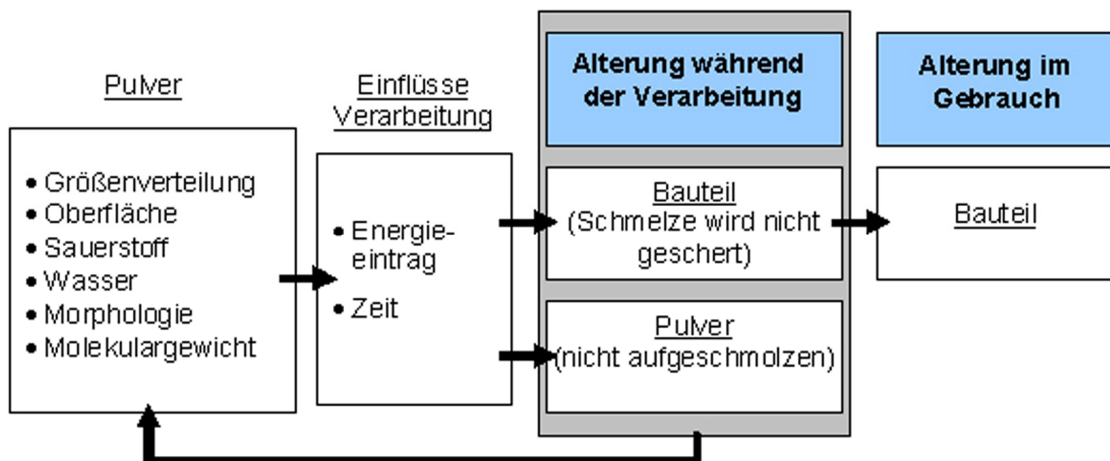 Pulver
• Größenverteilung
• Oberfläche
• Sauerstoff
• Wasser
• Morphologie
• Molekulargewicht
Einflüsse
Verarbeitung
• Energie-
eintrag
• Zeit
Alterung während
der Verarbeitung
Bauteil
(Schmelze wird nicht
geschert)
Pulver
(nicht aufgeschmolzen)
Alterung im
Gebrauch
Bauteil